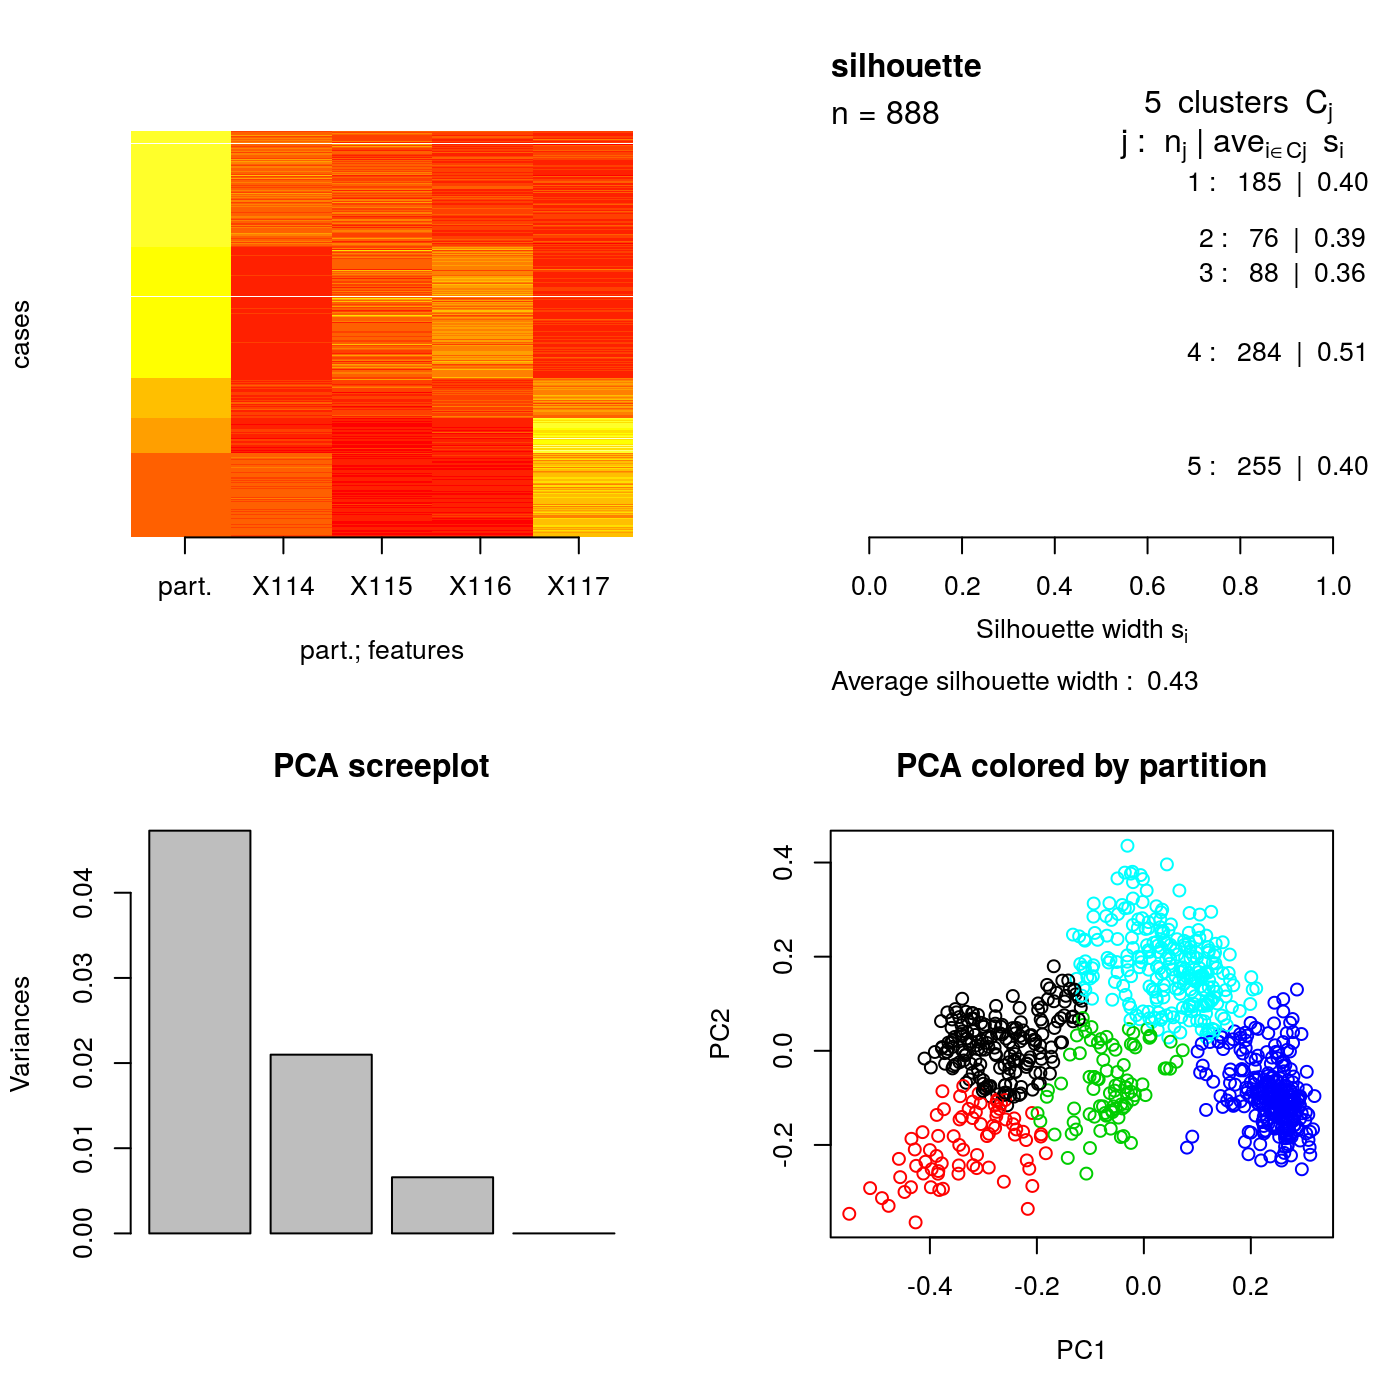 cases
part. X114 X115 X116 X117
part.; features
silhouette
n = 888
5 clusters Cj
j : nj | avei∈Cj si
1 : 185 | 0.40
2 : 76 | 0.39
3 : 88 | 0.36
4 : 284 | 0.51
5 : 255 | 0.40
0.0 0.2 0.4 0.6 0.8 1.0
Silhouette width si
Average silhouette width : 0.43
PCA screeplot
Variances
0.04
0.03
0.02
0.01
0.00
PCA colored by partition
PC2
0.4
0.2
0.0
-0.2
-0.4 -0.2 0.0 0.2
PC1